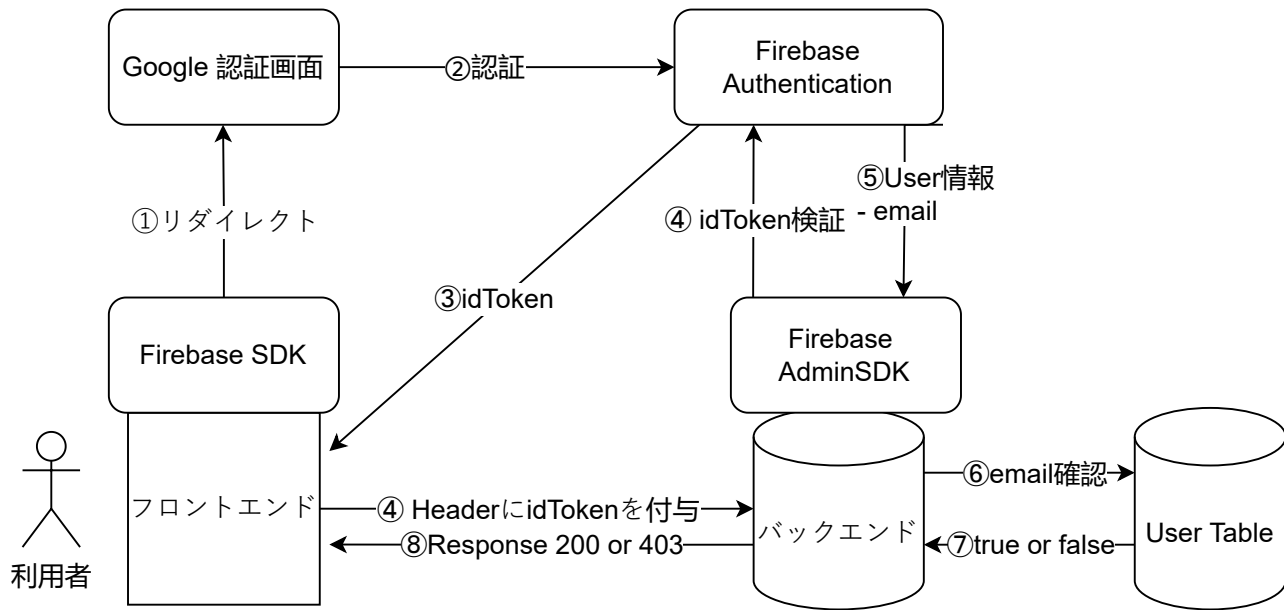 Google 認証画面
②認証
Firebase
Authentication
①リダイレクト
④ idToken検証
⑤User情報
- email
③idToken
Firebase SDK
Firebase
AdminSDK
利用者
フロントエンド
④ HeaderにidTokenを付与
⑧Response 200 or 403
バックエンド
⑥email確認
⑦true or false
User Table